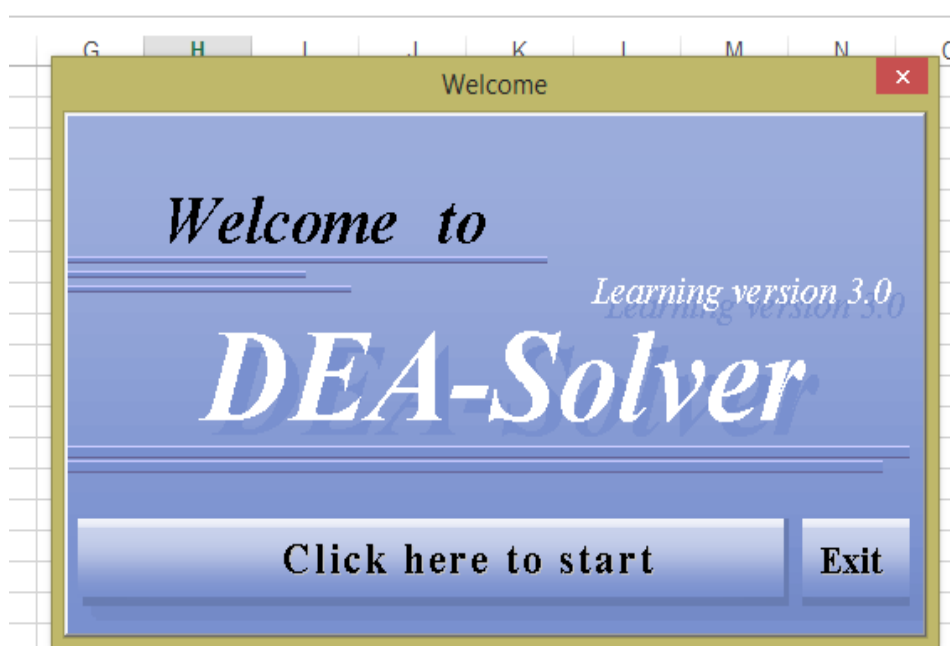 G H I J K L M N
Welcome
Welcome to
Learning version 3.0
DEA-Solver
Click here to start
Exit